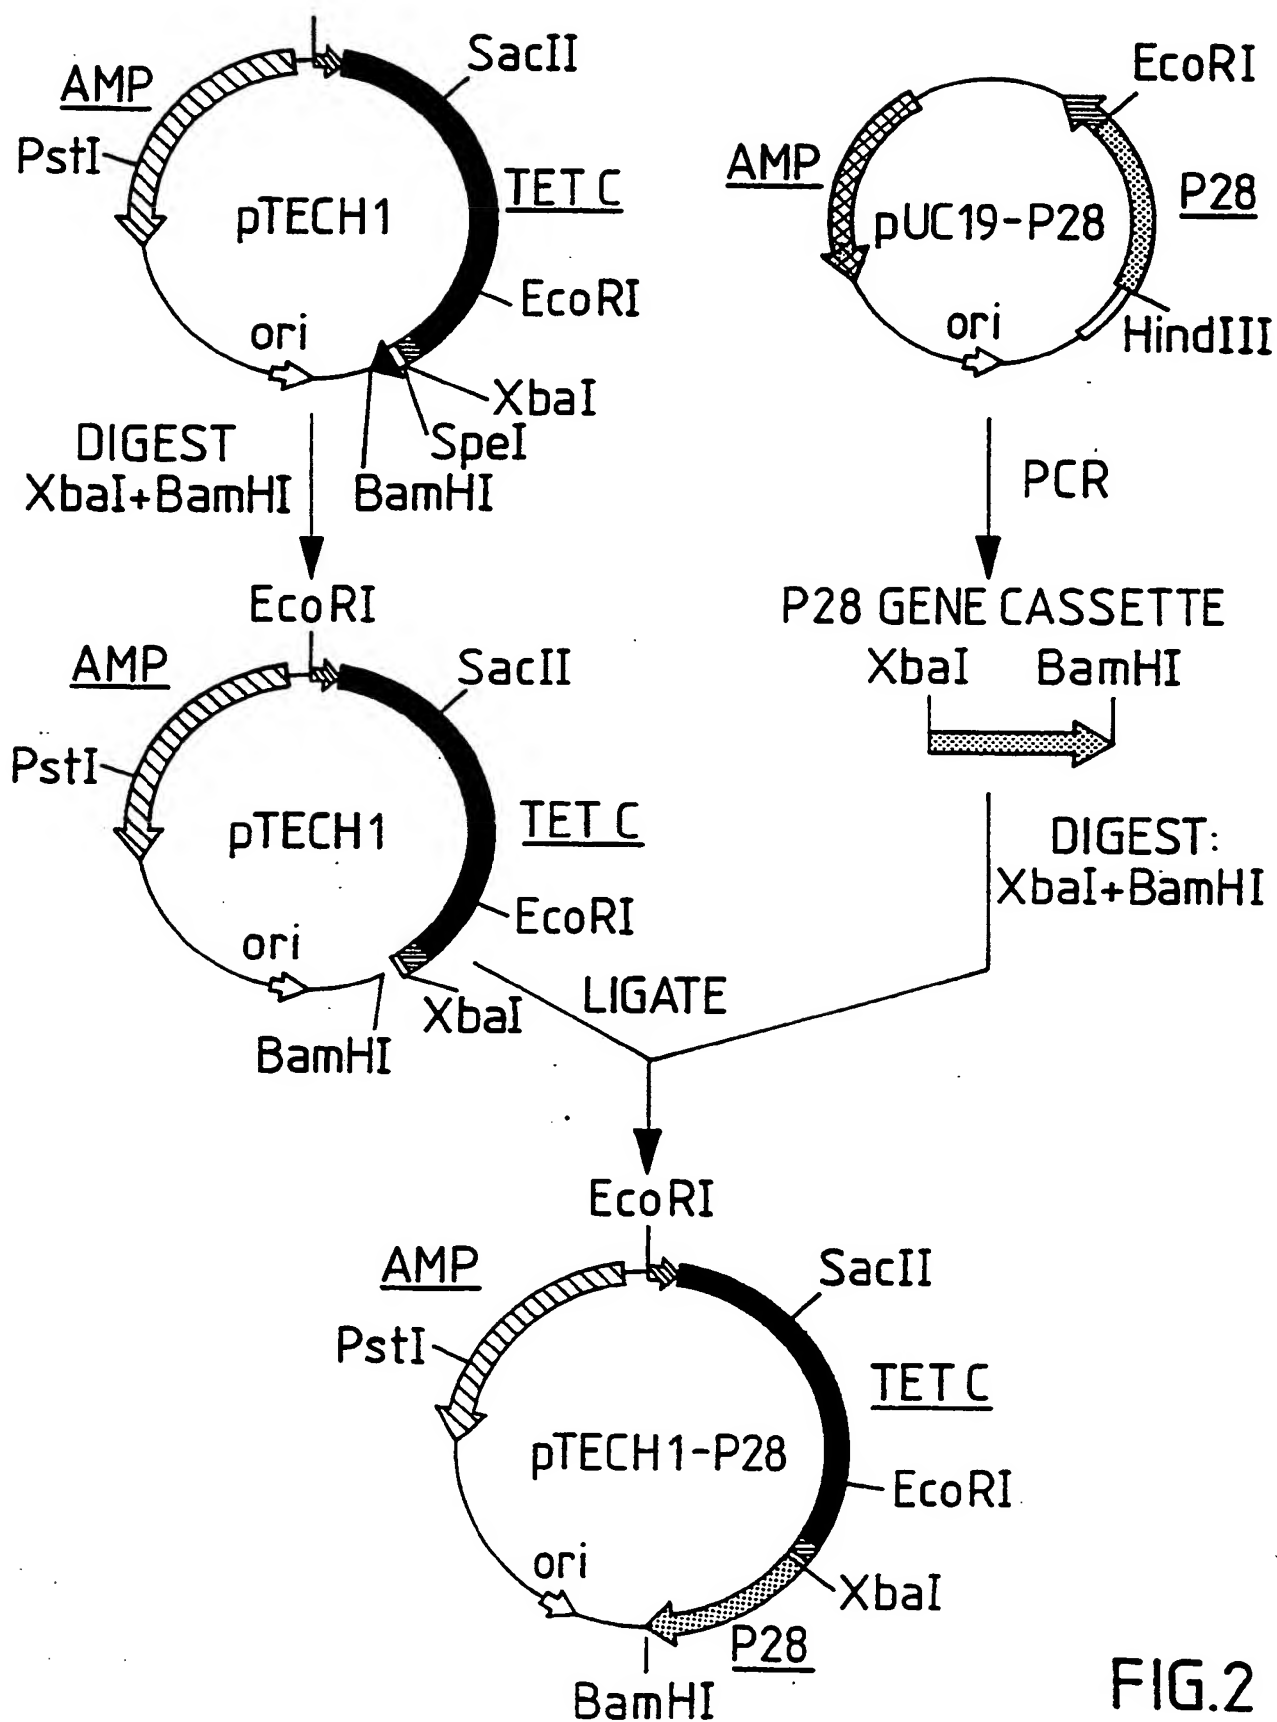 SacII
AMP
PstI
pTECH1
TET C
EcoRI
ori
XbaI
SpeI
BamHI
EcoRI
AMP
P28
pUC19-P28
ori
HindIII
DIGEST
XbaI+BamHI
PCR
P28 GENE CASSETTE
XbaI BamHI
DIGEST:
XbaI+BamHI
EcoRI
AMP
SacII
PstI
pTECH1
TET C
EcoRI
ori
XbaI
BamHI
LIGATE
EcoRI
AMP
SacII
PstI
TET C
pTECH1-P28
EcoRI
ori
XbaI
P28
BamHI
FIG.2